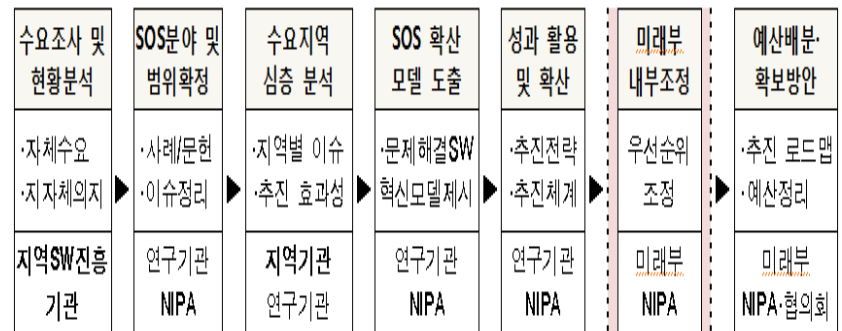 수요조사 및
현황분석
·자체수요
·지자체의지
지역SW진흥
기관
SOS분야 및
범위확정
·사례/문헌
·이슈정리
연구기관
NIPA
수요지역
심층 분석
·지역별 이슈
·추진 효과성
지역기관
연구기관
SOS 확산
모델 도출
·문제해결SW
혁신모델제시
연구기관
NIPA
성과 활용
및 확산
·추진전략
·추진체계
연구기관
NIPA
미래부
내부조정
우선순위
조정
미래부
NIPA
예산배분·
확보방안
·추진 로드맵
·예산정리
미래부
NIPA·협의회